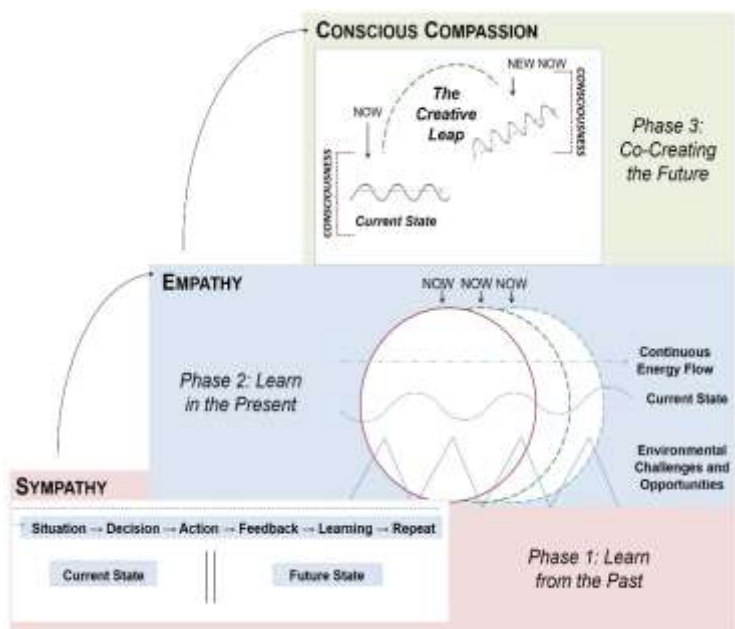 CONSCIOUS COMPASSION
NEW NOW
The
Creative
Leap
NOW
CONSCIOUSNESS
CONSCIOUSNESS
Current State
Phase 3:
Co-Creating
the Future
EMPATHY
NOW NOW NOW
Phase 2: Learn
in the Present
Continuous
Energy Flow
Current State
Environmental
Challenges and
Opportunities
SYMPATHY
Situation → Decision → Action → Feedback → Learning → Repeat
Current State
Future State
Phase 1: Learn
from the Past